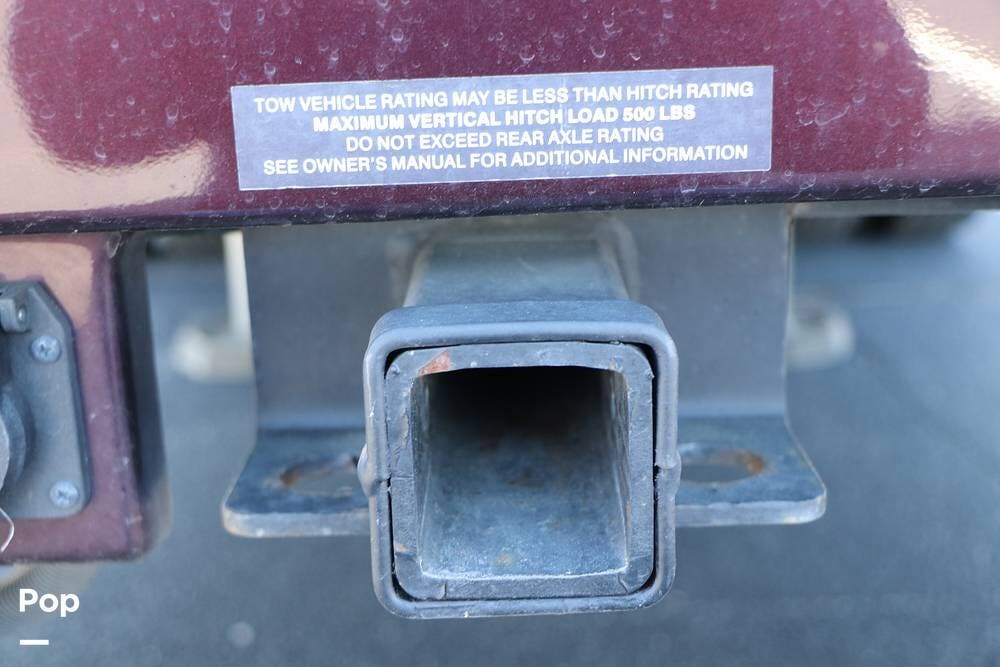 TOW VEHICLE RATING MAY BE LESS THAN HITCH RATING
MAXIMUM VERTICAL HITCH LOAD 500 LBS
DO NOT EXCEED REAR AXLE RATING
SEE OWNER'S MANUAL FOR ADDITIONAL INFORMATION
Pop